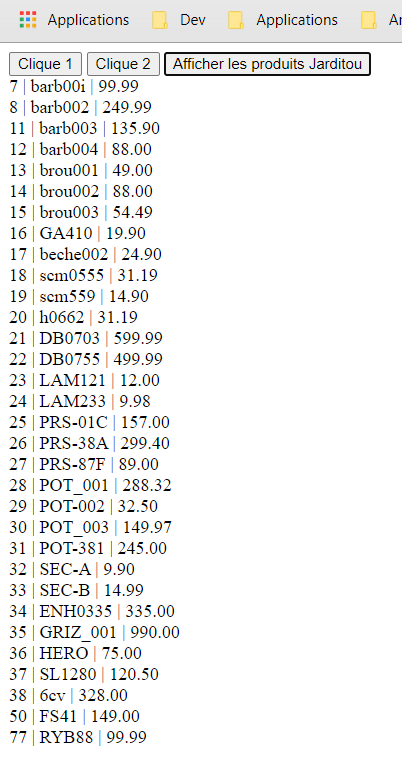 Applications Dev Applications A
Clique 1 Clique 2 Afficher les produits Jarditou
7 | barb00i | 99.99
8 | barb002 | 249.99
11 | barb003 | 135.90
12 | barb004 | 88.00
13 | brou001 | 49.00
14 | brou002 | 88.00
15 | brou003 | 54.49
16 | GA410 | 19.90
17 | beche002 | 24.90
18 | scm0555 | 31.19
19 | scm559 | 14.90
20 | h0662 | 31.19
21 | DB0703 | 599.99
22 | DB0755 | 499.99
23 | LAM121 | 12.00
24 | LAM233 | 9.98
25 | PRS-01C | 157.00
26 | PRS-38A | 299.40
27 | PRS-87F | 89.00
28 | POT_001 | 288.32
29 | POT-002 | 32.50
30 | POT_003 | 149.97
31 | POT-381 | 245.00
32 | SEC-A | 9.90
33 | SEC-B | 14.99
34 | ENH0335 | 335.00
35 | GRIZ_001 | 990.00
36 | HERO | 75.00
37 | SL1280 | 120.50
38 | 6cv | 328.00
50 | FS41 | 149.00
77 | RYB88 | 99.99